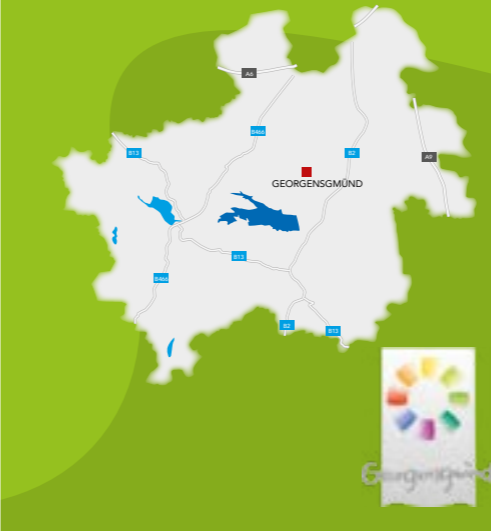 A6
B466
B13
B2
A9
GEORGENSGMÜND
B13
B466
B2
B13
Georgensgmünd